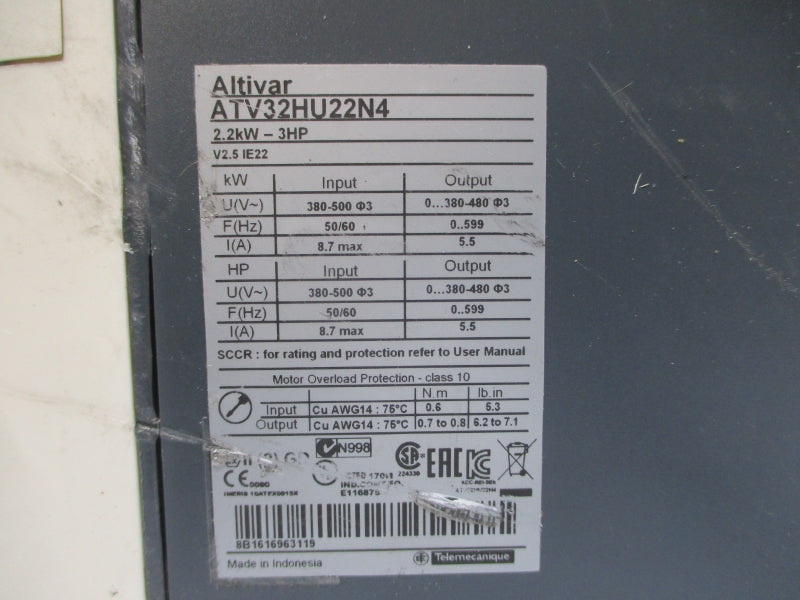 Altivar
ATV32HU22N4
2.2kW – 3HP
V2.5 IE22
kW Input Output
U(V~) 380-500 Φ3 0...380-480 Φ3
F(Hz) 50/60 0..599
I(A) 8.7 max 5.5
HP Input Output
U(V~) 380-500 Φ3 0...380-480 Φ3
F(Hz) 50/60 0..599
I(A) 8.7 max 5.5
SCCR : for rating and protection refer to User Manual
Motor Overload Protection - class 10
N.m lb.in
Input Cu AWG14 : 75°C 0.6 5.3
Output Cu AWG14 : 75°C 0.7 to 0.8 6.2 to 7.1
N998
224330
EAC
CE 0080
E116875
8B1616963119
Made in Indonesia
Telemecanique